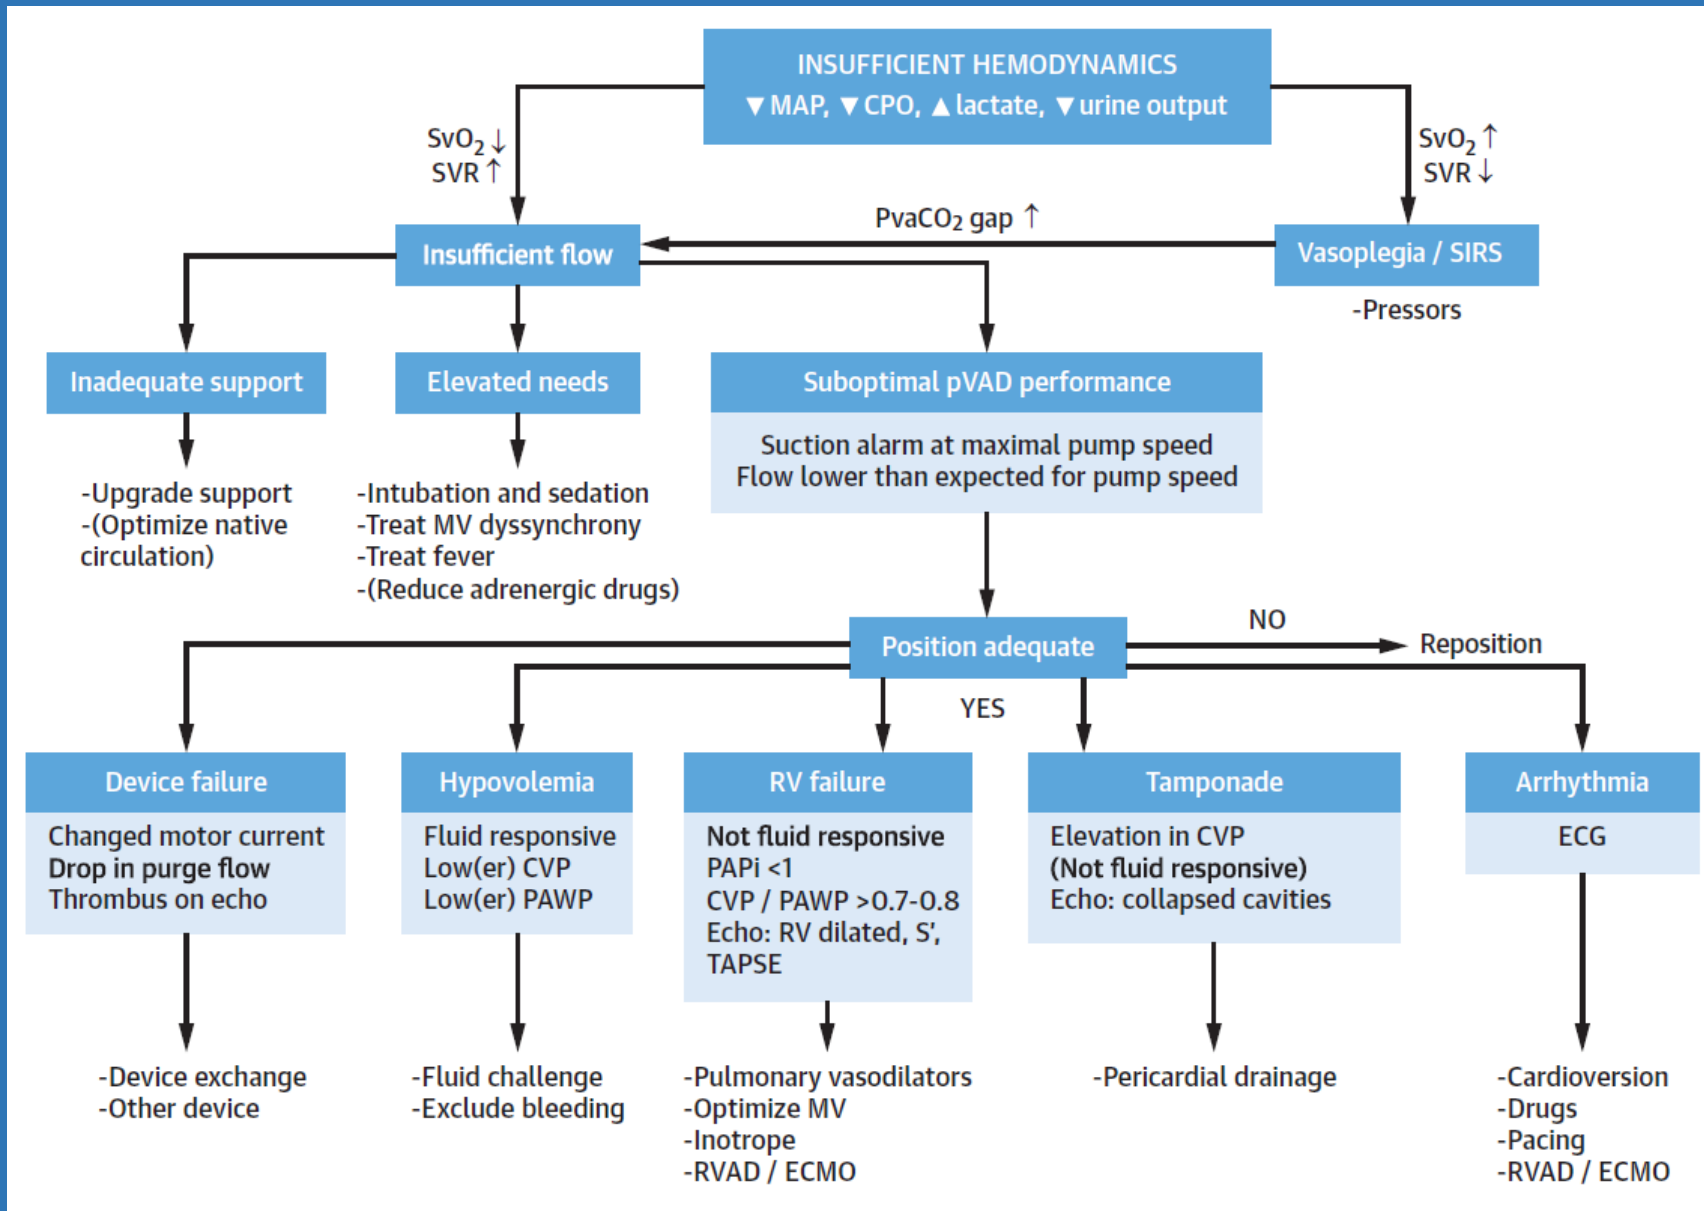 INSUFFICIENT HEMODYNAMICS
▼ MAP, ▼ CPO, ▲ lactate, ▼ urine output
SvO₂ ↓
SVR ↑
SvO₂ ↑
SVR ↓
PvaCO₂ gap ↑
Insufficient flow
Vasoplegia / SIRS
-Pressors
Inadequate support
-Upgrade support
-(Optimize native
circulation)
Elevated needs
-Intubation and sedation
-Treat MV dyssynchrony
-Treat fever
-(Reduce adrenergic drugs)
Suboptimal pVAD performance
Suction alarm at maximal pump speed
Flow lower than expected for pump speed
Position adequate
NO
Reposition
YES
Device failure
Changed motor current
Drop in purge flow
Thrombus on echo
-Device exchange
-Other device
Hypovolemia
Fluid responsive
Low(er) CVP
Low(er) PAWP
-Fluid challenge
-Exclude bleeding
RV failure
Not fluid responsive
PAPi <1
CVP / PAWP >0.7-0.8
Echo: RV dilated, S′,
TAPSE
-Pulmonary vasodilators
-Optimize MV
-Inotrope
-RVAD / ECMO
Tamponade
Elevation in CVP
(Not fluid responsive)
Echo: collapsed cavities
-Pericardial drainage
Arrhythmia
ECG
-Cardioversion
-Drugs
-Pacing
-RVAD / ECMO